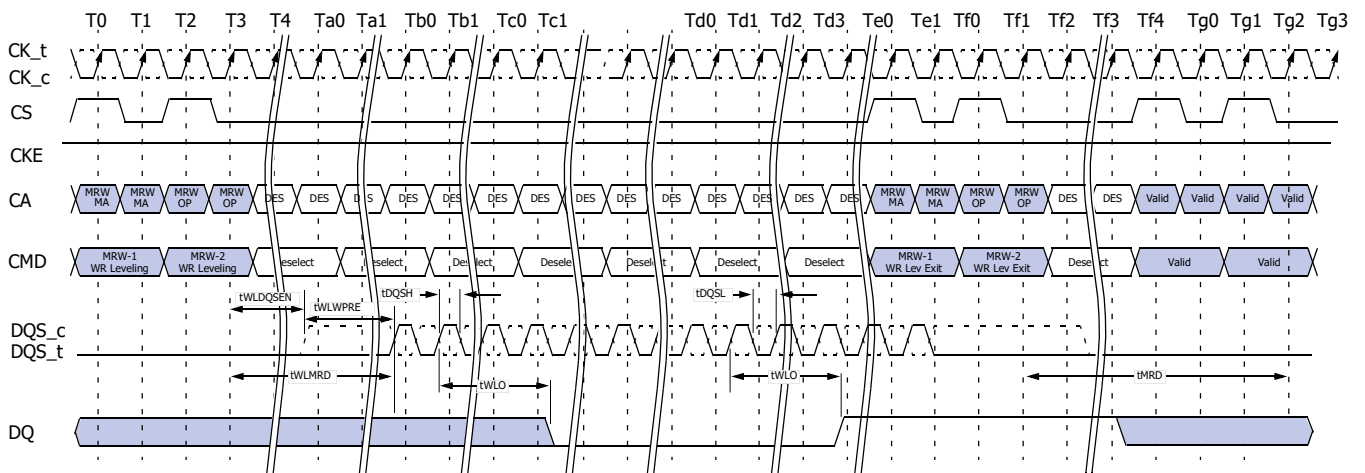 T0 T1 T2 T3 T4 Ta0 Ta1 Tb0 Tb1 Tc0 Tc1 Td0 Td1 Td2 Td3 Te0 Te1 Tf0 Tf1 Tf2 Tf3 Tf4 Tg0 Tg1 Tg2 Tg3
CK_t
CK_c
CS
CKE
CA
MRW MRW MRW MRW MRW MRW MRW MRW
MA MA OP OP DES DES DES DES DES DES DES DES DES DES DES DES DES DES MA MA OP OP DES DES Valid Valid Valid Valid
CMD
MRW-1 MRW-2 MRW-1 MRW-2
WR Leveling WR Leveling Deselect Deselect Deselect Deselect Deselect Deselect Deselect WR Lev Exit WR Lev Exit Deselect Valid Valid
tWLDQSEN tWLWPRE tDQSH tDQSL
DQS_c
DQS_t
tWLMRD tWLO tWLO tMRD
DQ